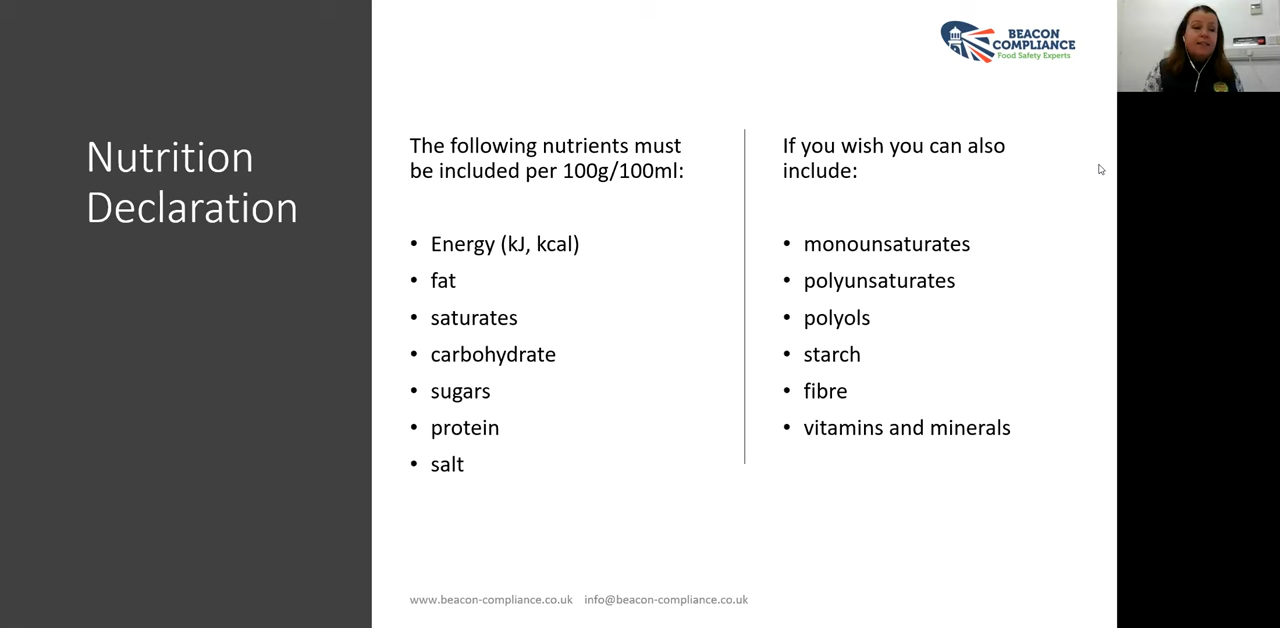 BEACON
COMPLIANCE
Food Safety Experts
Nutrition
Declaration
The following nutrients must
be included per 100g/100ml:
• Energy (kJ, kcal)
• fat
• saturates
• carbohydrate
• sugars
• protein
• salt
If you wish you can also
include:
• monounsaturates
• polyunsaturates
• polyols
• starch
• fibre
• vitamins and minerals
www.beacon-compliance.co.uk info@beacon-compliance.co.uk